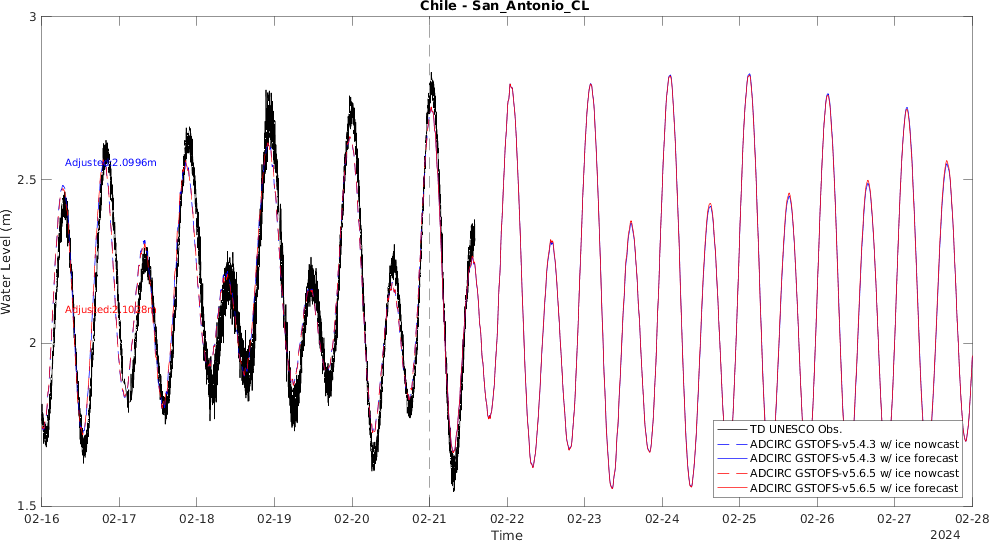 Chile - San_Antonio_CL
Water Level (m)
3
2.5
2
1.5
Adjusted:2.0996m
Adjusted:2.1028m
TD UNESCO Obs.
ADCIRC GSTOFS-v5.4.3 w/ ice nowcast
ADCIRC GSTOFS-v5.4.3 w/ ice forecast
ADCIRC GSTOFS-v5.6.5 w/ ice nowcast
ADCIRC GSTOFS-v5.6.5 w/ ice forecast
02-16 02-17 02-18 02-19 02-20 02-21 02-22 02-23 02-24 02-25 02-26 02-27 02-28
Time
2024